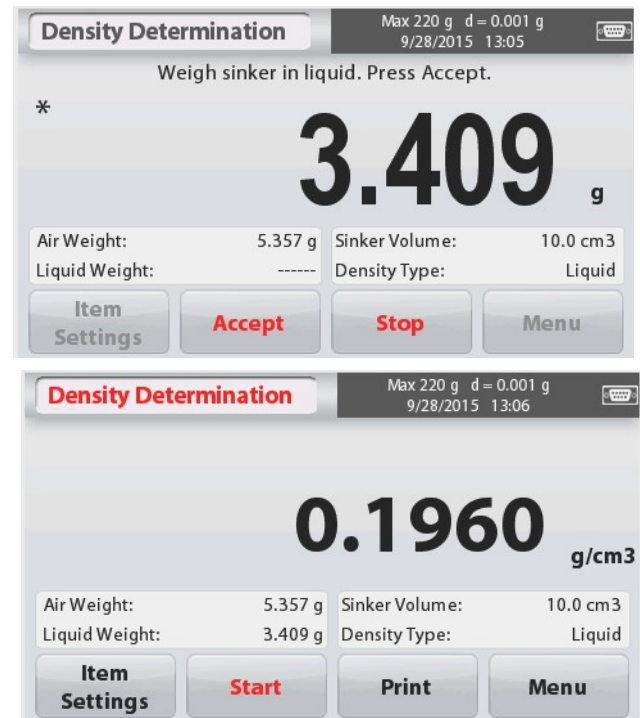 Density Determination
Max 220 g d = 0.001 g
9/28/2015 13:05
Weigh sinker in liquid. Press Accept.
* 3.409 g
Air Weight: 5.357 g Sinker Volume: 10.0 cm3
Liquid Weight: ------ Density Type: Liquid
Item
Settings
Accept Stop Menu
Density Determination
Max 220 g d = 0.001 g
9/28/2015 13:06
0.1960 g/cm3
Air Weight: 5.357 g Sinker Volume: 10.0 cm3
Liquid Weight: 3.409 g Density Type: Liquid
Item
Settings
Start Print Menu